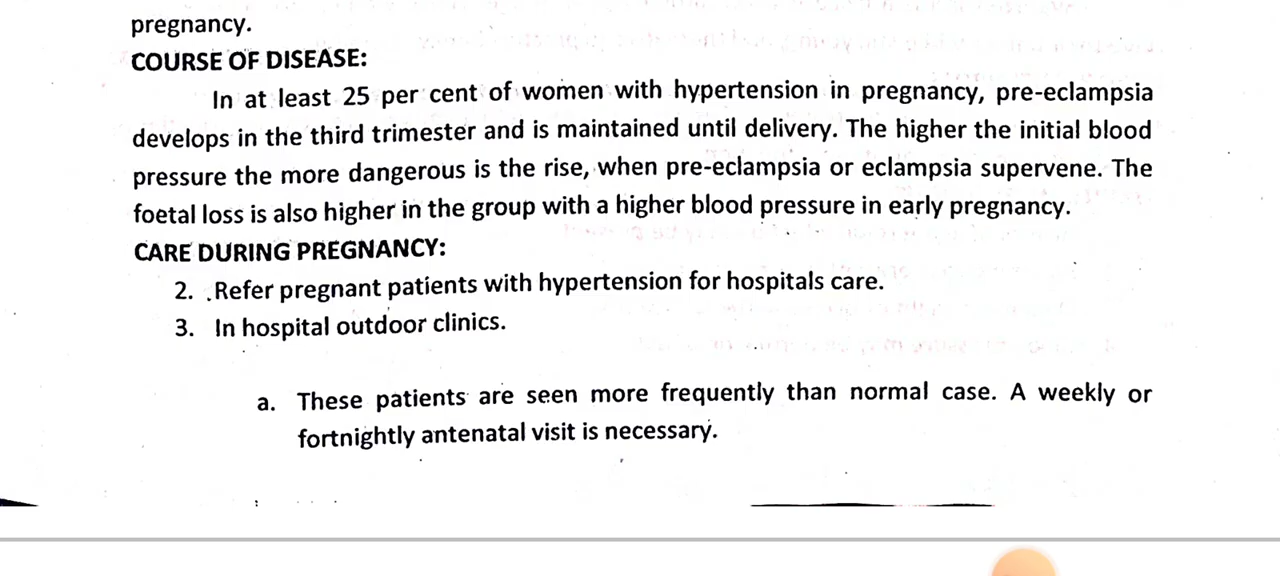 pregnancy.
COURSE OF DISEASE:
In at least 25 per cent of women with hypertension in pregnancy, pre-eclampsia
develops in the third trimester and is maintained until delivery. The higher the initial blood
pressure the more dangerous is the rise, when pre-eclampsia or eclampsia supervene. The
foetal loss is also higher in the group with a higher blood pressure in early pregnancy.
CARE DURING PREGNANCY:
2. .Refer pregnant patients with hypertension for hospitals care.
3. In hospital outdoor clinics.
a. These patients are seen more frequently than normal case. A weekly or
fortnightly antenatal visit is necessary.